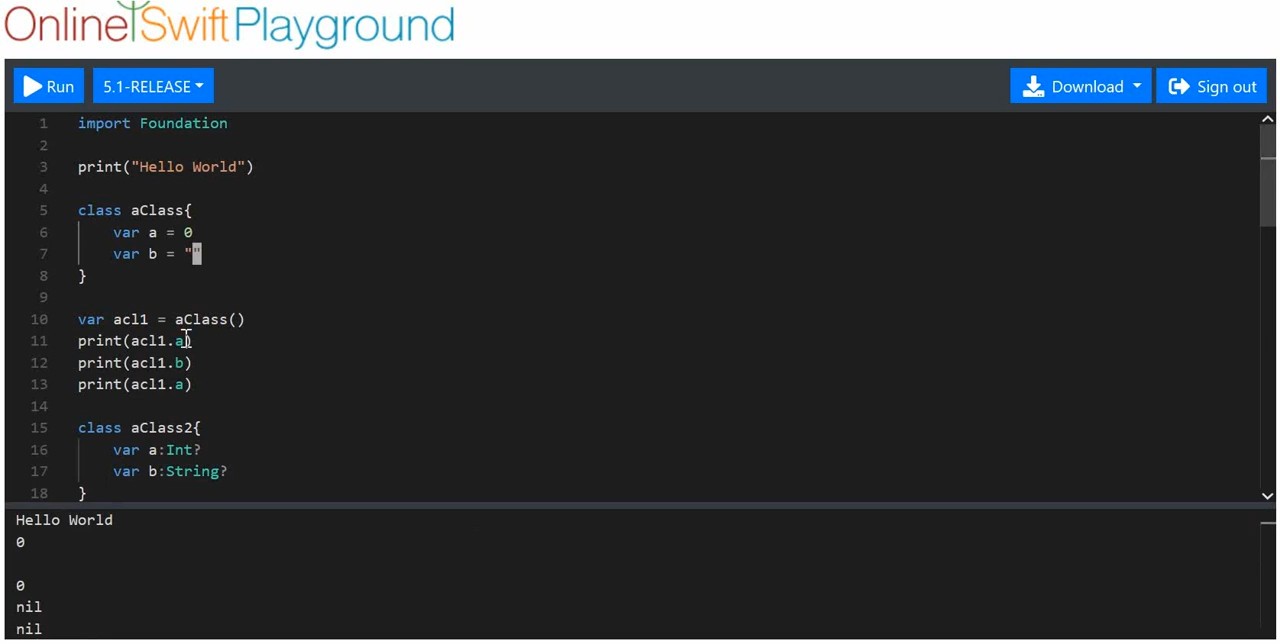 Online Swift Playground
Run 5.1-RELEASE Download Sign out
1 import Foundation
2
3 print("Hello World")
4
5 class aClass{
6 var a = 0
7 var b = ""
8 }
9
10 var acl1 = aClass()
11 print(acl1.a)
12 print(acl1.b)
13 print(acl1.a)
14
15 class aClass2{
16 var a:Int?
17 var b:String?
18 }
Hello World
0
0
nil
nil